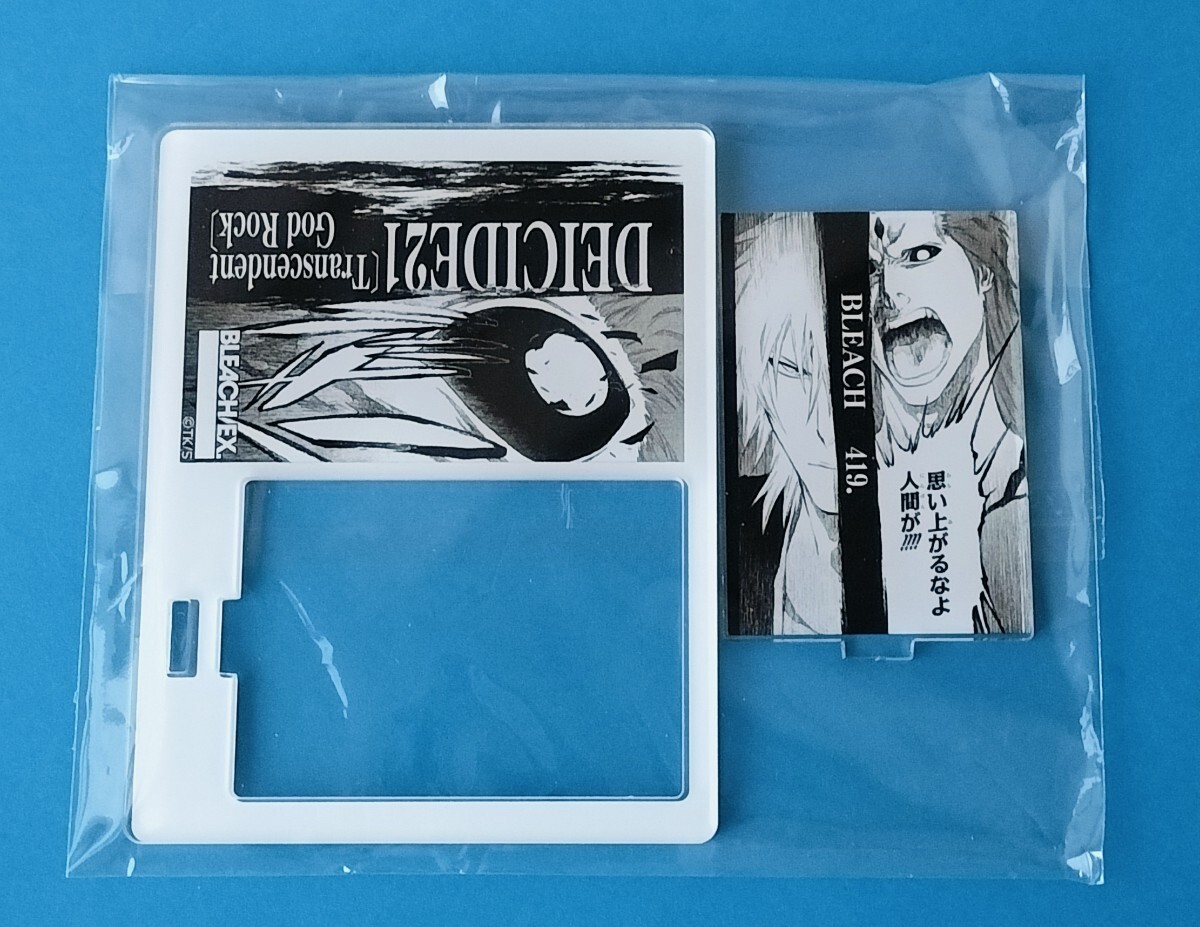 DEICIDE21
〔Transcendent
God Rock〕
BLEACH EX.
©TK/S
BLEACH 419.
思い上がるなよ
人間が!!!!